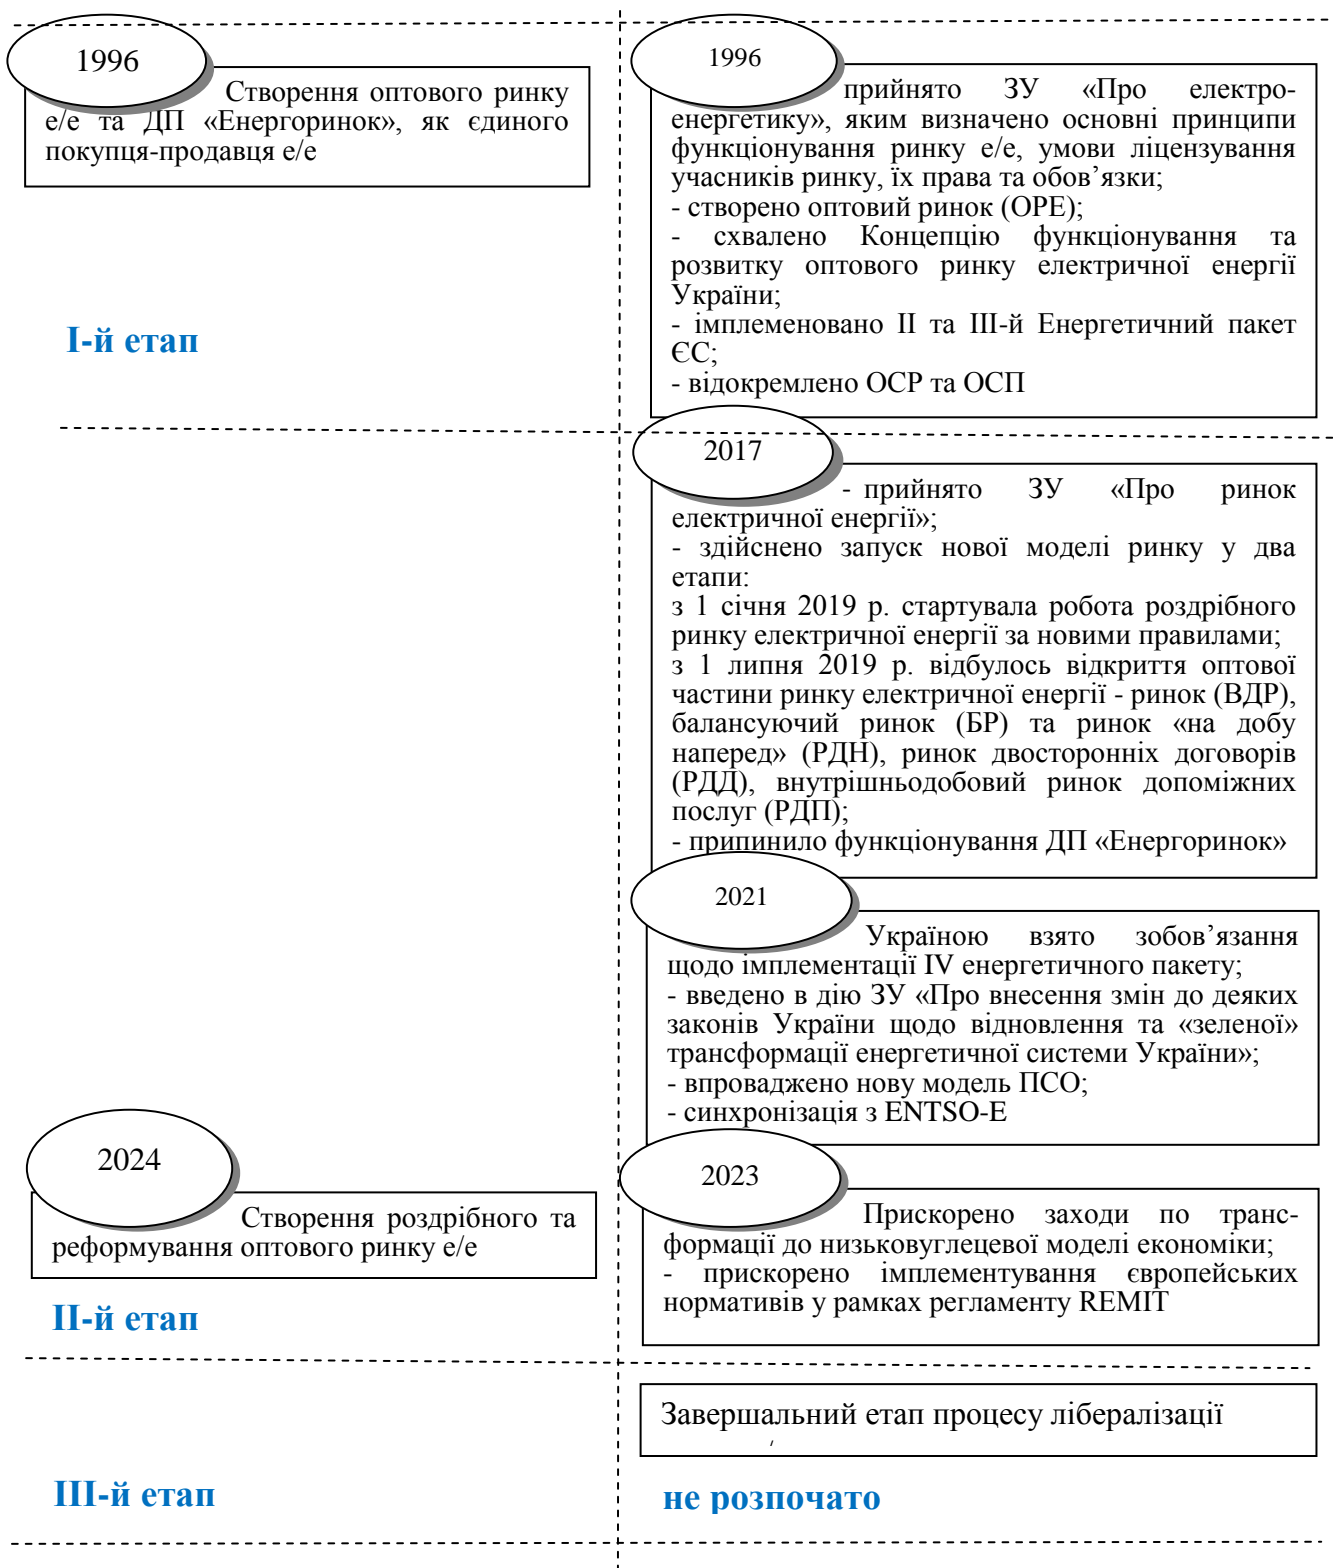 1996
Створення оптового ринку
е/е та ДП «Енергоринок», як єдиного
покупця-продавця е/е
І-й етап
1996
прийнято ЗУ «Про електро-
енергетику», яким визначено основні принципи
функціонування ринку е/е, умови ліцензування
учасників ринку, їх права та обов’язки;
- створено оптовий ринок (ОРЕ);
- схвалено Концепцію функціонування та
розвитку оптового ринку електричної енергії
України;
- імплеменовано ІІ та ІІІ-й Енергетичний пакет
ЄС;
- відокремлено ОСР та ОСП
2017
- прийнято ЗУ «Про ринок
електричної енергії»;
- здійснено запуск нової моделі ринку у два
етапи:
з 1 січня 2019 р. стартувала робота роздрібного
ринку електричної енергії за новими правилами;
з 1 липня 2019 р. відбулось відкриття оптової
частини ринку електричної енергії - ринок (ВДР),
балансуючий ринок (БР) та ринок «на добу
наперед» (РДН), ринок двосторонніх договорів
(РДД), внутрішньодобовий ринок допоміжних
послуг (РДП);
- припинило функціонування ДП «Енергоринок»
2021
Україною взято зобов’язання
щодо імплементації IV енергетичного пакету;
- введено в дію ЗУ «Про внесення змін до деяких
законів України щодо відновлення та «зеленої»
трансформації енергетичної системи України»;
- впроваджено нову модель ПСО;
- синхронізація з ENTSO-E
2024
Створення роздрібного та
реформування оптового ринку е/е
ІІ-й етап
2023
Прискорено заходи по транс-
формації до низьковуглецевої моделі економіки;
- прискорено імплементування європейських
нормативів у рамках регламенту REMIT
Завершальний етап процесу лібералізації
ІІІ-й етап
не розпочато